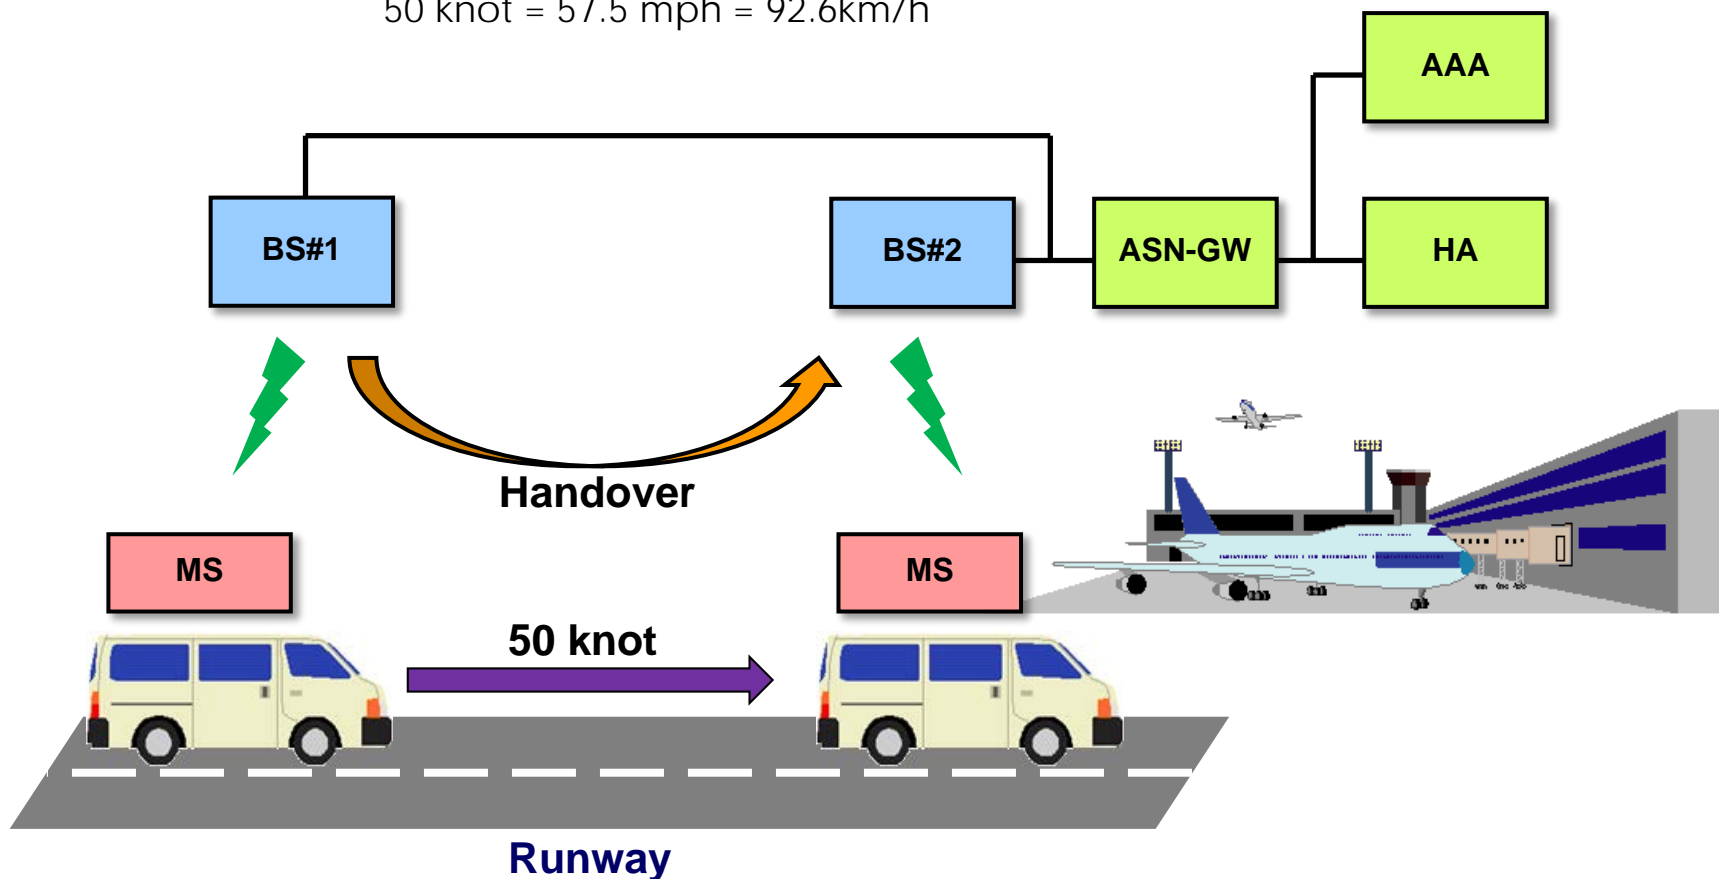 50 knot = 57.5 mph = 92.6km/h
AAA
BS#1
BS#2
ASN-GW
HA
Handover
MS
MS
50 knot
Runway